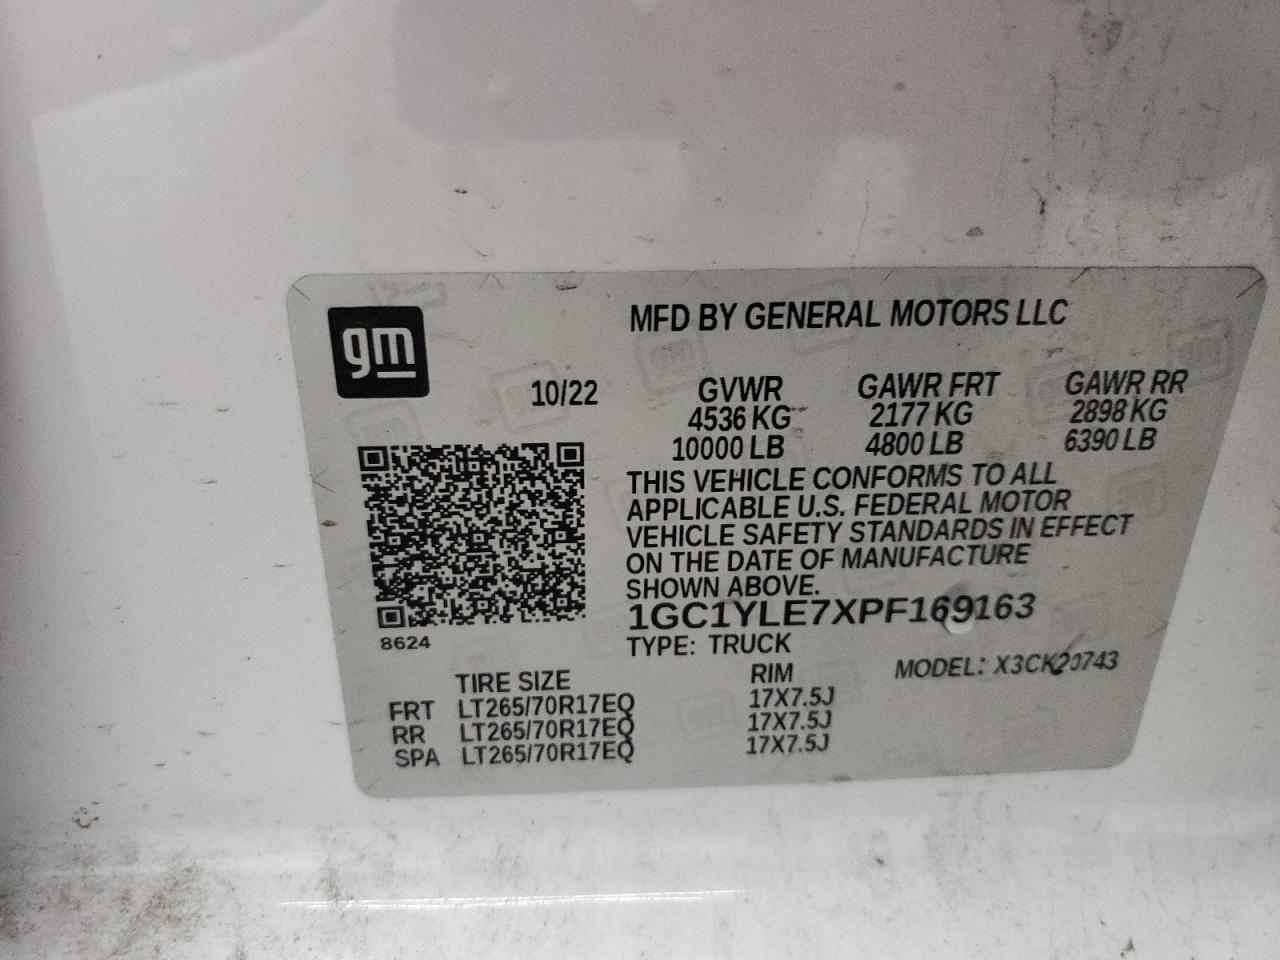 gm
MFD BY GENERAL MOTORS LLC
10/22 GVWR GAWR FRT GAWR RR
4536 KG 2177 KG 2898 KG
10000 LB 4800 LB 6390 LB
THIS VEHICLE CONFORMS TO ALL
APPLICABLE U.S. FEDERAL MOTOR
VEHICLE SAFETY STANDARDS IN EFFECT
ON THE DATE OF MANUFACTURE
SHOWN ABOVE.
1GC1YLE7XPF169163
8624
TYPE: TRUCK MODEL: X3CK20743
TIRE SIZE RIM
FRT LT265/70R17EQ 17X7.5J
RR LT265/70R17EQ 17X7.5J
SPA LT265/70R17EQ 17X7.5J